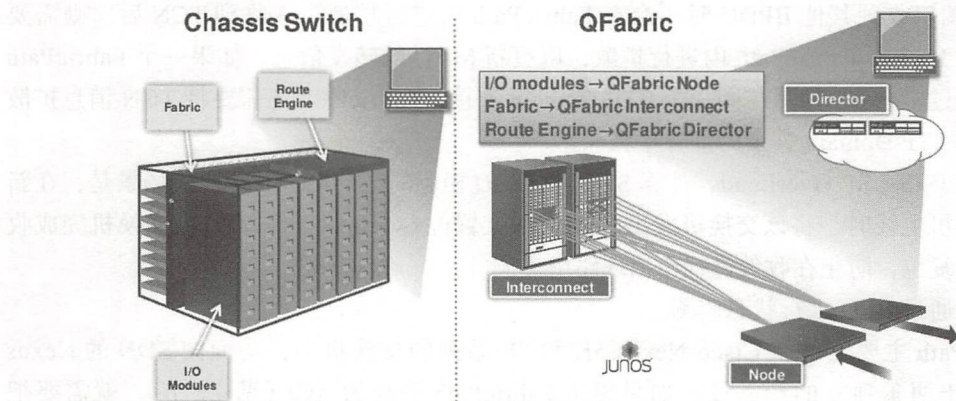 Chassis Switch
QFabric
Fabric
Route
Engine
I/O
Modules
I/O modules → QFabric Node
Fabric → QFabric Interconnect
Route Engine → QFabric Director
Director
Interconnect
JUNOS
Node